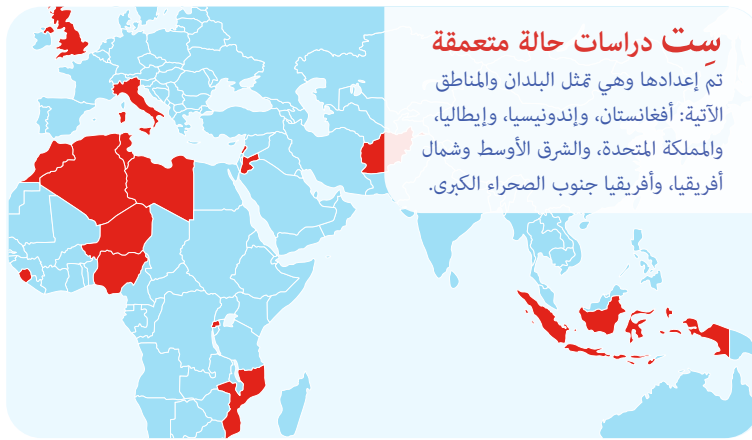 سِت دراسات حالة متعمقة
تم إعدادها وهي تمثل البلدان والمناطق
الآتية: أفغانستان، وإندونيسيا، وإيطاليا،
والمملكة المتحدة، والشرق الأوسط وشمال
أفريقيا، وأفريقيا جنوب الصحراء الكبرى.